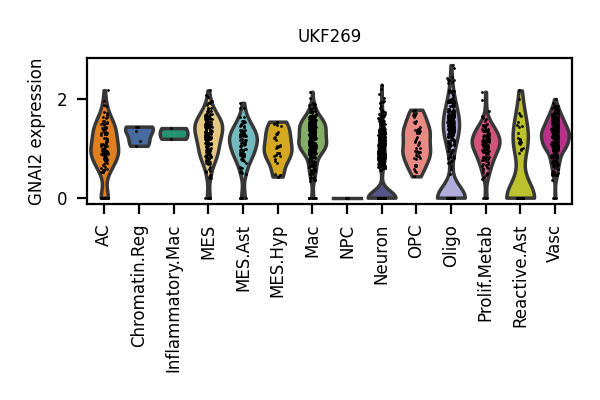 UKF269
GNAI2 expression
2
0
AC
Chromatin.Reg
Inflammatory.Mac
MES
MES.Ast
MES.Hyp
Mac
NPC
Neuron
OPC
Oligo
Prolif.Metab
Reactive.Ast
Vasc